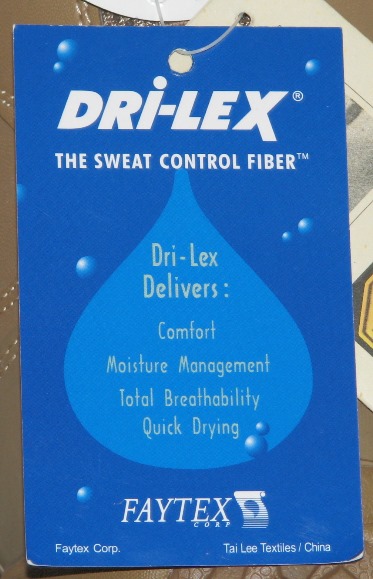 DRI-LEX®
THE SWEAT CONTROL FIBER™
Dri-Lex
Delivers:
Comfort
Moisture Management
Total Breathability
Quick Drying
FAYTEX
CORP
Faytex Corp. Tai Lee Textiles / China